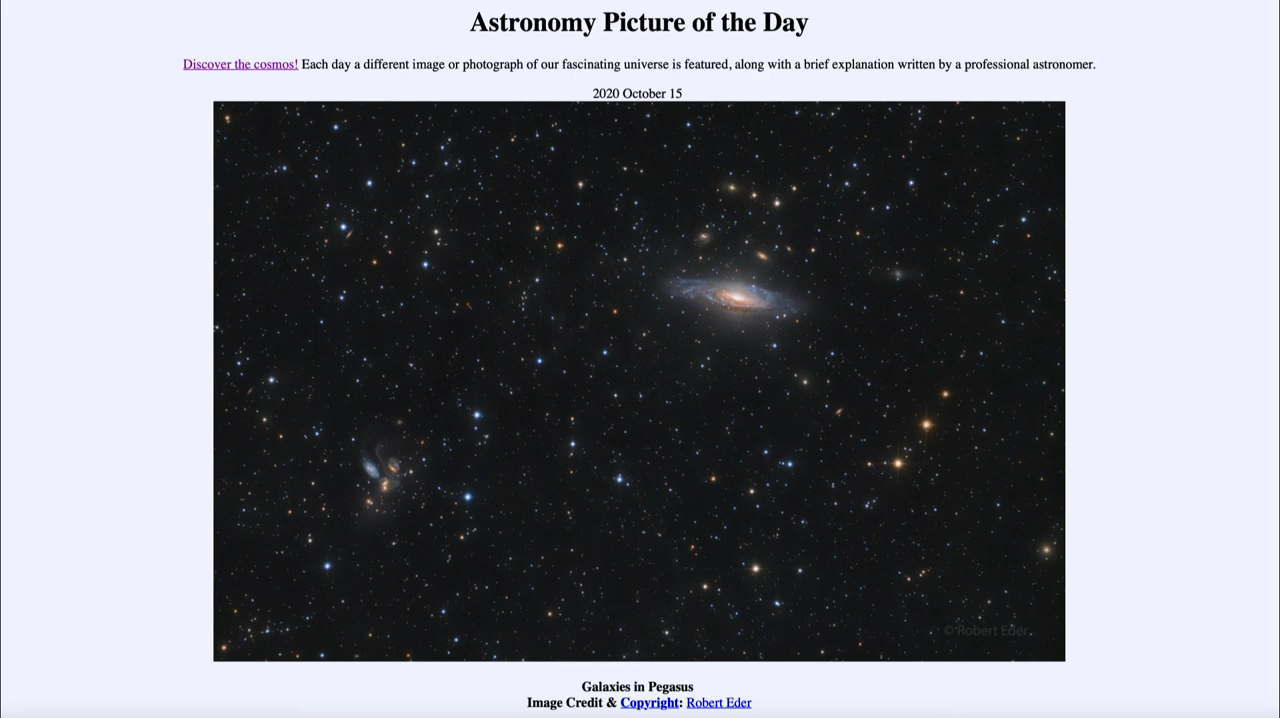 Astronomy Picture of the Day
Discover the cosmos! Each day a different image or photograph of our fascinating universe is featured, along with a brief explanation written by a professional astronomer.
2020 October 15
© Robert Eder
Galaxies in Pegasus
Image Credit & Copyright: Robert Eder